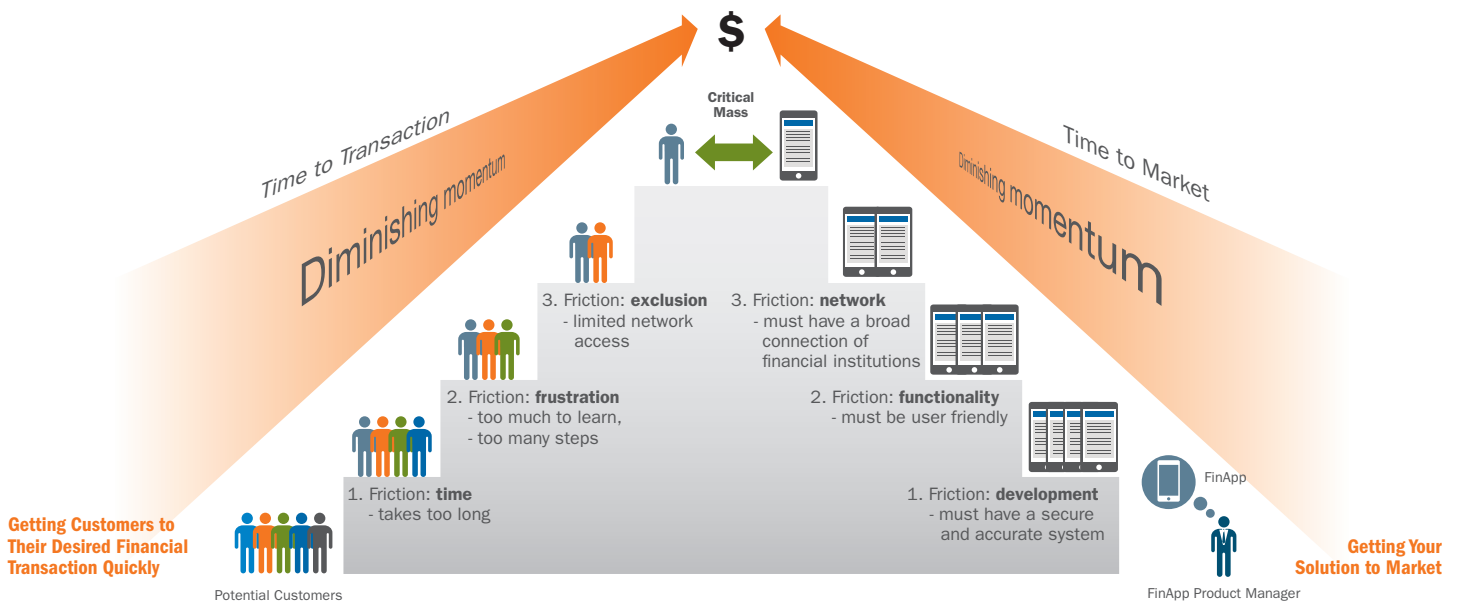 $
Critical
Mass
Time to Transaction
Diminishing momentum
Time to Market
Diminishing momentum
3. Friction: exclusion
- limited network
access
3. Friction: network
- must have a broad
connection of
financial institutions
2. Friction: frustration
- too much to learn,
- too many steps
2. Friction: functionality
- must be user friendly
1. Friction: time
- takes too long
1. Friction: development
- must have a secure
and accurate system
FinApp
Getting Customers to
Their Desired Financial
Transaction Quickly
Getting Your
Solution to Market
Potential Customers
FinApp Product Manager